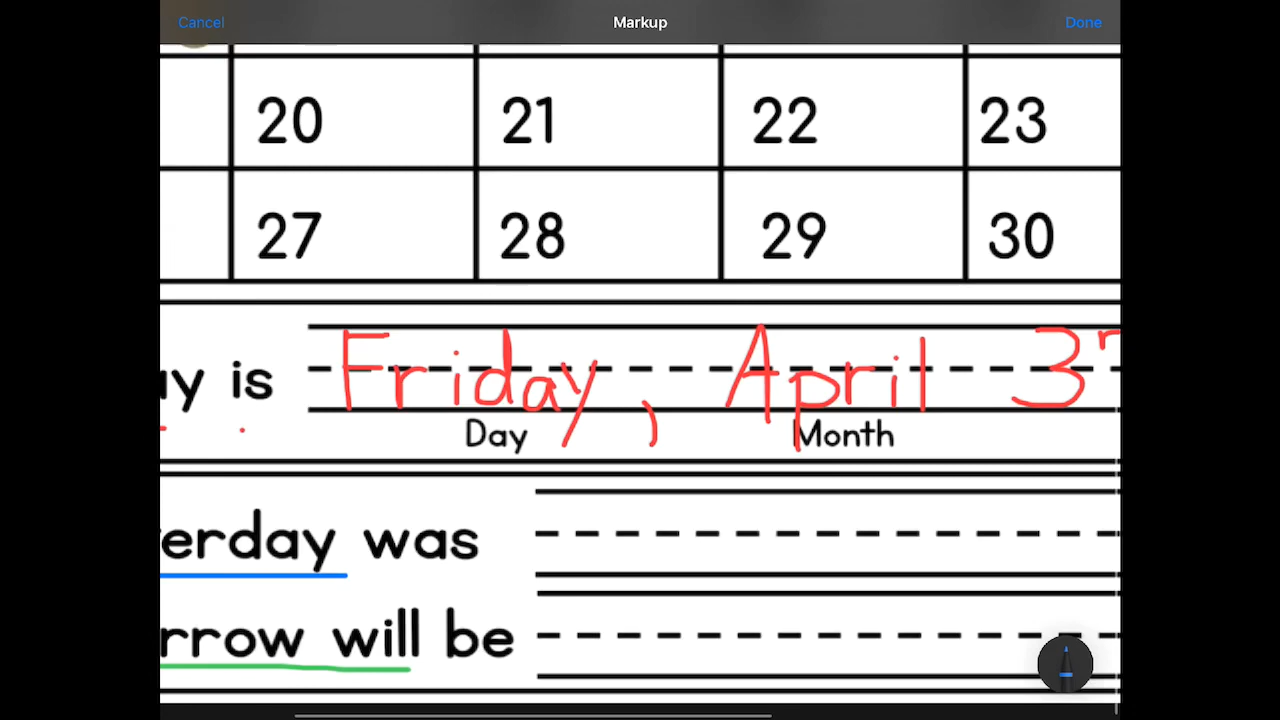 Cancel Markup Done
20 21 22 23
27 28 29 30
ay is Friday, April 3
Day Month
erday was
rrow will be